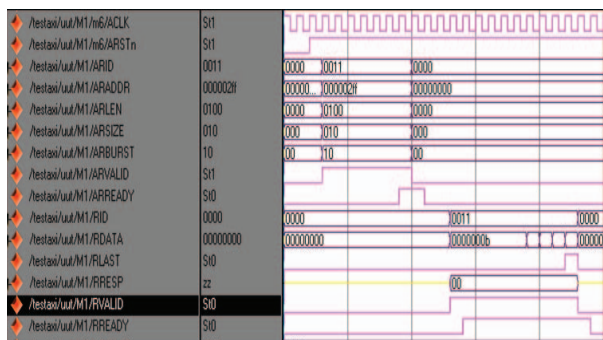 /testaxi/uut/M1/m6/ACLK St1
/testaxi/uut/M1/m6/ARSTn St1
/testaxi/uut/M1/ARID 0011 0000 0011 0000
/testaxi/uut/M1/ARADDR 000002ff 00000... 000002ff 00000000
/testaxi/uut/M1/ARLEN 0100 0000 0100 0000
/testaxi/uut/M1/ARSIZE 010 000 010 000
/testaxi/uut/M1/ARBURST 10 00 10 00
/testaxi/uut/M1/ARVALID St1
/testaxi/uut/M1/ARREADY St0
/testaxi/uut/M1/RID 0000 0000 0011 0000
/testaxi/uut/M1/RDATA 00000000 00000000 0000000b 00000
/testaxi/uut/M1/RLAST St0
/testaxi/uut/M1/RRESP zz 00
/testaxi/uut/M1/RVALID St0
/testaxi/uut/M1/RREADY St0